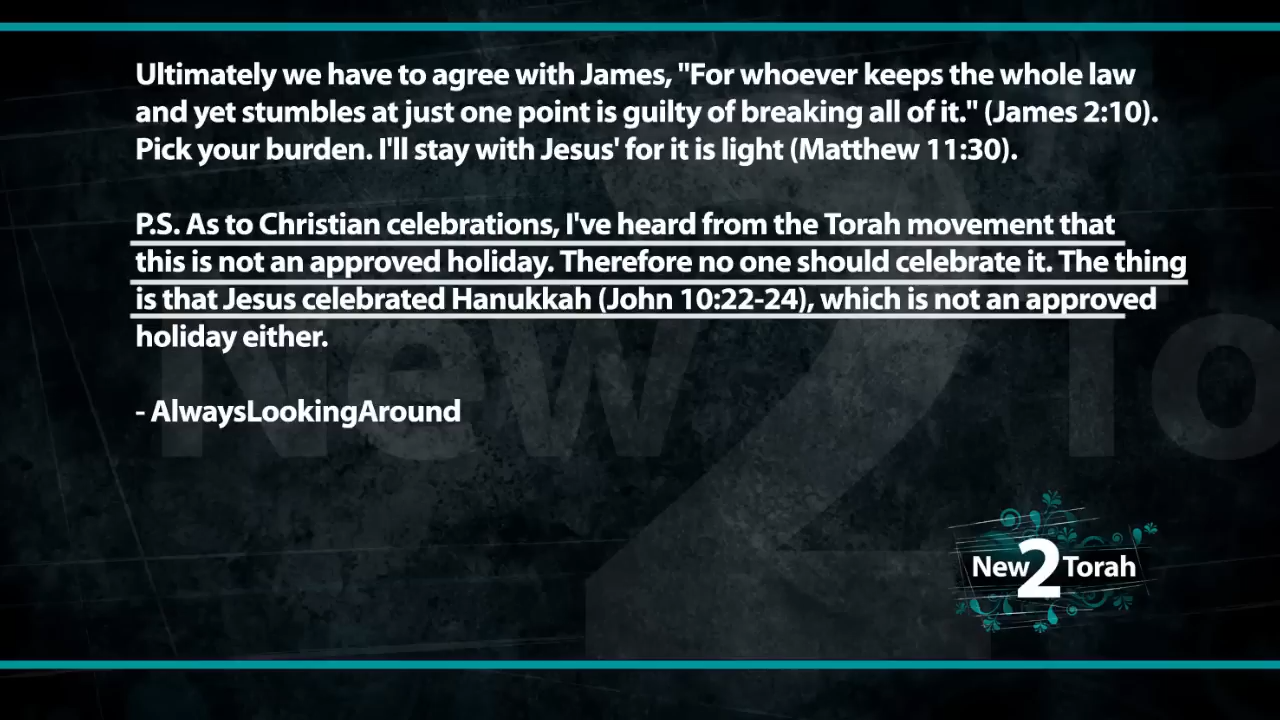 Ultimately we have to agree with James, "For whoever keeps the whole law
and yet stumbles at just one point is guilty of breaking all of it." (James 2:10).
Pick your burden. I'll stay with Jesus' for it is light (Matthew 11:30).
P.S. As to Christian celebrations, I've heard from the Torah movement that
this is not an approved holiday. Therefore no one should celebrate it. The thing
is that Jesus celebrated Hanukkah (John 10:22-24), which is not an approved
holiday either.
- AlwaysLookingAround
New 2 To
New2Torah